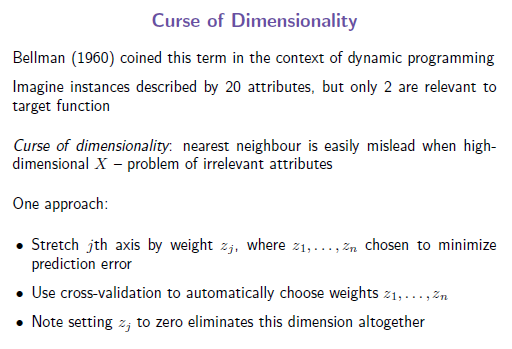 Curse of Dimensionality
Bellman (1960) coined this term in the context of dynamic programming
Imagine instances described by 20 attributes, but only 2 are relevant to
target function
Curse of dimensionality: nearest neighbour is easily mislead when high-
dimensional X – problem of irrelevant attributes
One approach:
• Stretch jth axis by weight z_j, where z_1, . . . , z_n chosen to minimize
prediction error
• Use cross-validation to automatically choose weights z_1, . . . , z_n
• Note setting z_j to zero eliminates this dimension altogether